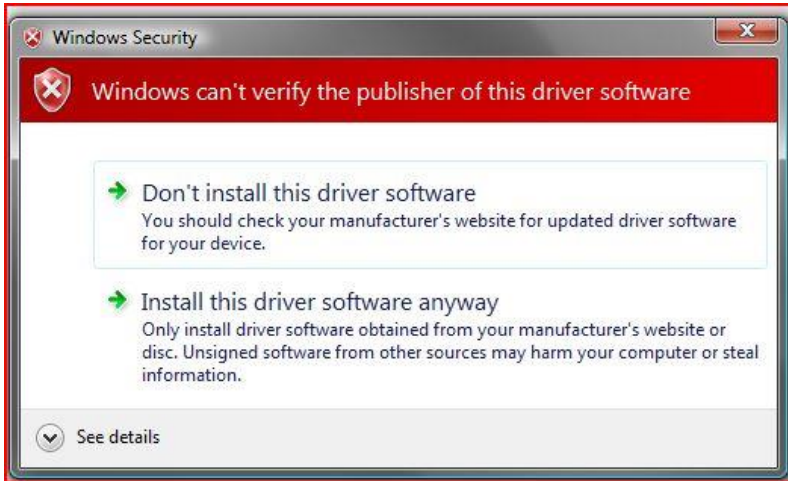 Windows Security
Windows can't verify the publisher of this driver software
Don't install this driver software
You should check your manufacturer's website for updated driver software
for your device.
Install this driver software anyway
Only install driver software obtained from your manufacturer's website or
disc. Unsigned software from other sources may harm your computer or steal
information.
See details